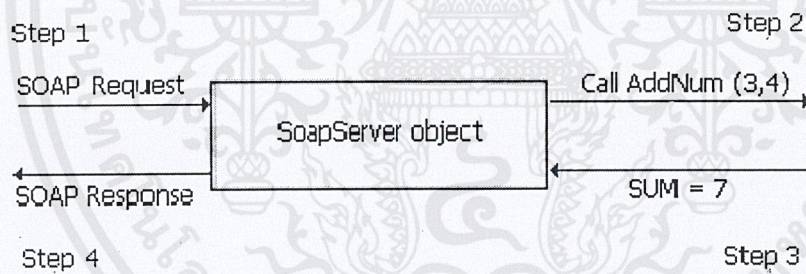 Step 1
Step 2
SOAP Request
Call AddNum (3,4)
SoapServer object
SOAP Response
SUM = 7
Step 4
Step 3